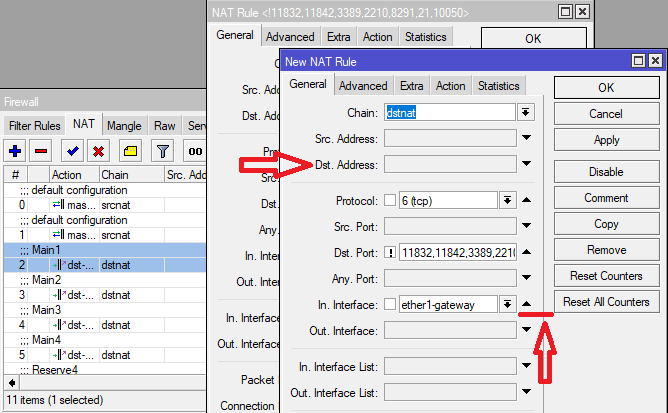 NAT Rule <!11832,11842,3389,2210,8291,21,10050>
General Advanced Extra Action Statistics
OK
Src. Addr
Dst. Addr
Src.
Dst.
Any.
In. Interf
Out. Interf
In. Interface
Out. Interface
Packet
Connection
New NAT Rule
General Advanced Extra Action Statistics
Chain: dstnat
Src. Address:
Dst. Address:
Protocol: 6 (tcp)
Src. Port:
Dst. Port: ! 11832,11842,3389,2210
Any. Port:
In. Interface: ether1-gateway
Out. Interface:
In. Interface List:
Out. Interface List:
OK
Cancel
Apply
Disable
Comment
Copy
Remove
Reset Counters
Reset All Counters
Firewall
Filter Rules NAT Mangle Raw Serv
00
# Action Chain Src. Ad
;;; default configuration
0 mas... srcnat
;;; default configuration
1 mas... srcnat
;;; Main1
2 dst-... dstnat
;;; Main2
3 dst-... dstnat
;;; Main3
4 dst-... dstnat
;;; Main4
5 dst-... dstnat
;;; Reserve4
11 items (1 selected)